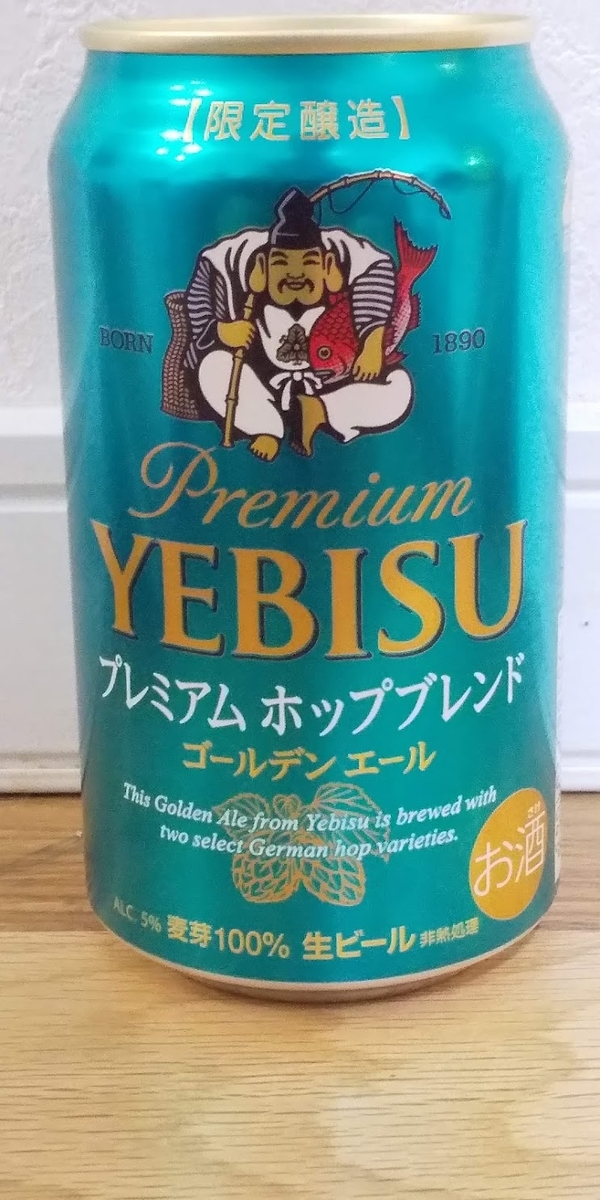 【限定醸造】
BORN 1890
Premium
YEBISU
プレミアム ホップブレンド
ゴールデン エール
This Golden Ale from Yebisu is brewed with
two select German hop varieties.
お酒
ALC. 5% 麦芽100% 生ビール 非熱処理